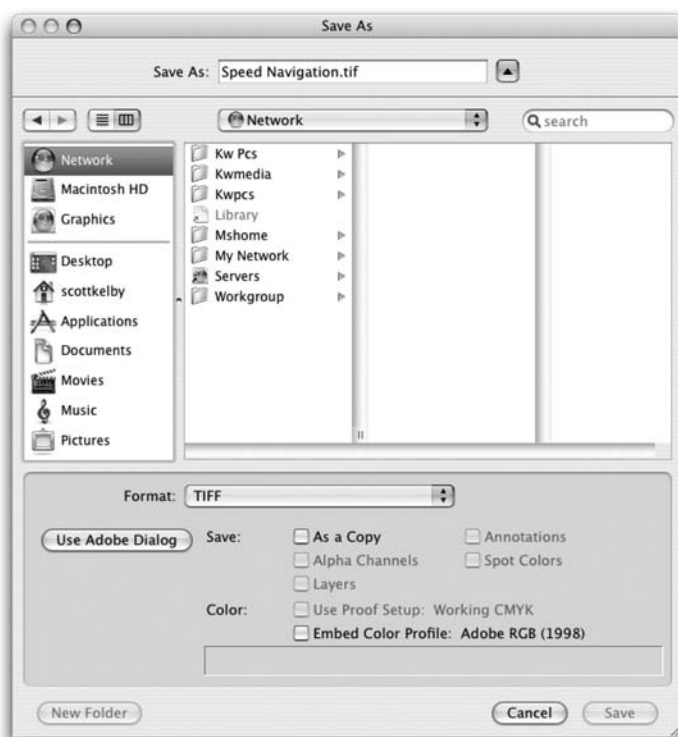 Save As
Save As: Speed Navigation.tif
Network
search
Network
Macintosh HD
Graphics
Desktop
scottkelby
Applications
Documents
Movies
Music
Pictures
Kw Pcs
Kwmedia
Kwpcs
Library
Mshome
My Network
Servers
Workgroup
Format: TIFF
Use Adobe Dialog
Save: As a Copy Annotations
Alpha Channels Spot Colors
Layers
Color: Use Proof Setup: Working CMYK
Embed Color Profile: Adobe RGB (1998)
New Folder Cancel Save